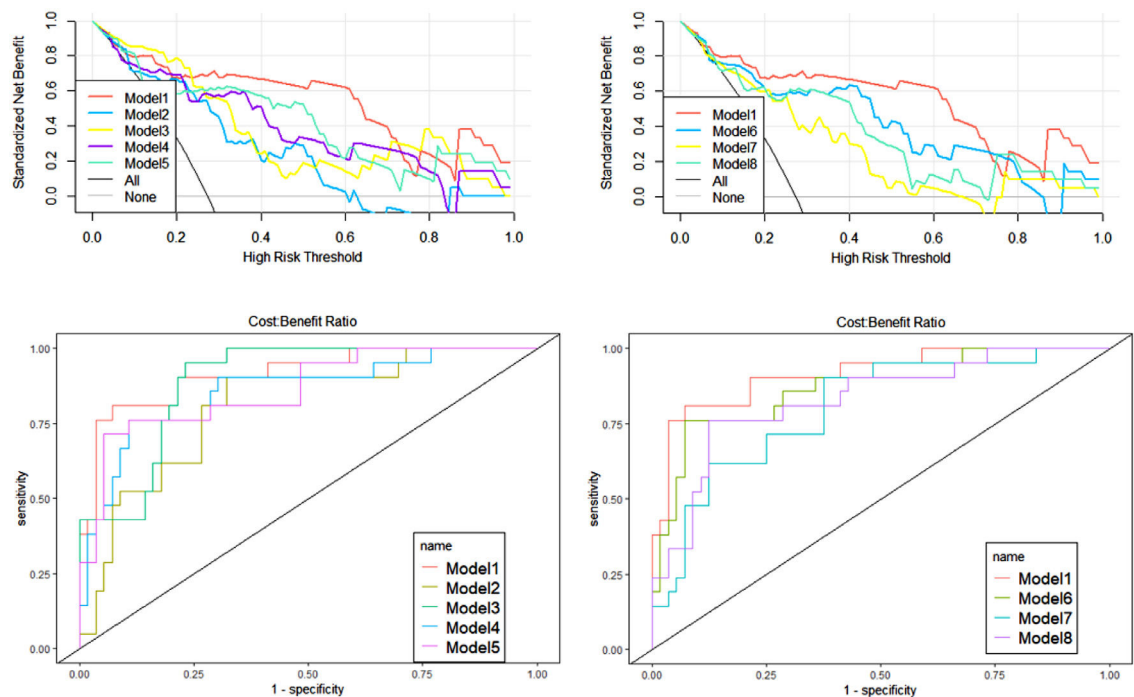 Standardized Net Benefit
1.0
0.8
0.6
0.4
0.2
0.0
Model1
Model2
Model3
Model4
Model5
All
None
0.0 0.2 0.4 0.6 0.8 1.0
High Risk Threshold
Standardized Net Benefit
1.0
0.8
0.6
0.4
0.2
0.0
Model1
Model6
Model7
Model8
All
None
0.0 0.2 0.4 0.6 0.8 1.0
High Risk Threshold
Cost:Benefit Ratio
sensitivity
1.00
0.75
0.50
0.25
0.00
name
Model1
Model2
Model3
Model4
Model5
0.00 0.25 0.50 0.75 1.00
1 - specificity
Cost:Benefit Ratio
sensitivity
1.00
0.75
0.50
0.25
0.00
name
Model1
Model6
Model7
Model8
0.00 0.25 0.50 0.75 1.00
1 - specificity